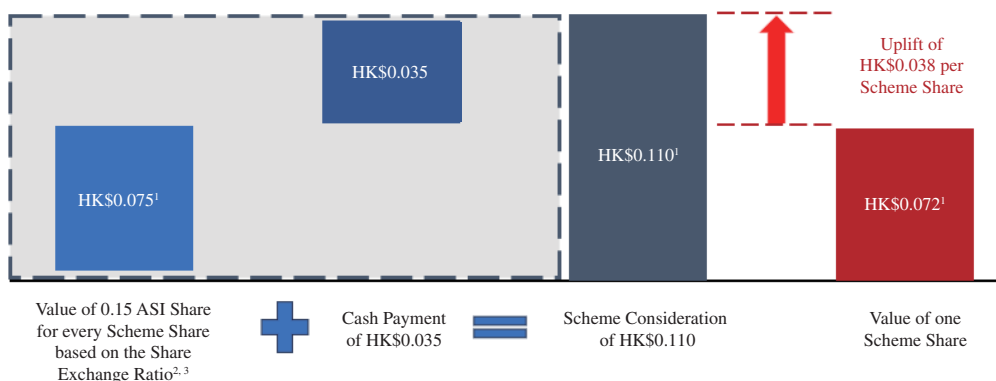 HK$0.035
Uplift of
HK$0.038 per
Scheme Share
HK$0.075¹
HK$0.110¹
HK$0.072¹
Value of 0.15 ASI Share
for every Scheme Share
based on the Share
Exchange Ratio²˒ ³
Cash Payment
of HK$0.035
Scheme Consideration
of HK$0.110
Value of one
Scheme Share